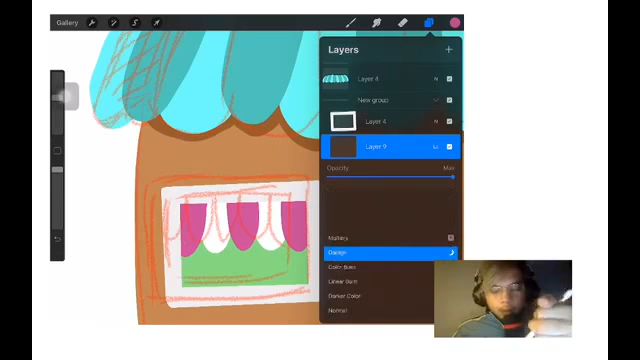 Gallery
Layers
Layer 4
N
New group
Layer 4
N
Layer 9
Opacity
Max
Multiply
Darken
Color Burn
Linear Burn
Darker Color
Normal